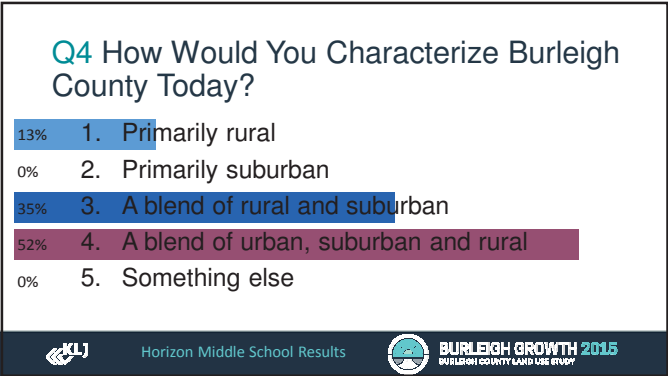 Q4 How Would You Characterize Burleigh
County Today?
13% 1. Primarily rural
0% 2. Primarily suburban
35% 3. A blend of rural and suburban
52% 4. A blend of urban, suburban and rural
0% 5. Something else
KLJ
Horizon Middle School Results
BURLEIGH GROWTH 2015
BURLEIGH COUNTY LAND USE STUDY